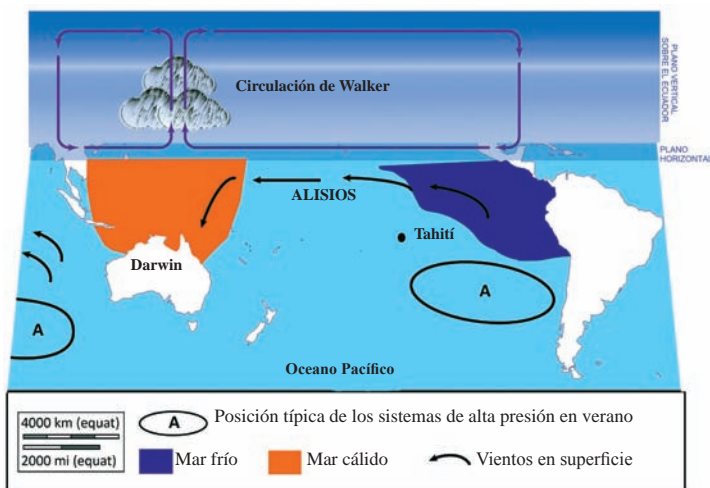 Circulación de Walker
PLANO VERTICAL
SOBRE EL ECUADOR
PLANO
HORIZONTAL
ALISIOS
Tahití
Darwin
A
A
Oceano Pacífico
4000 km (equat)
2000 mi (equat)
A
Posición típica de los sistemas de alta presión en verano
Mar frío
Mar cálido
Vientos en superficie